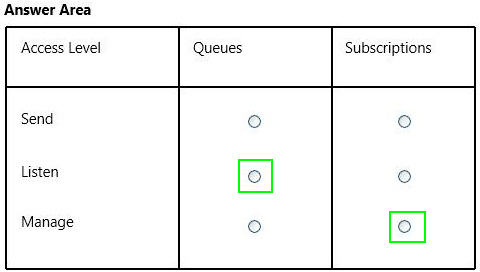 Answer Area
Access Level Queues Subscriptions
Send
Listen
Manage